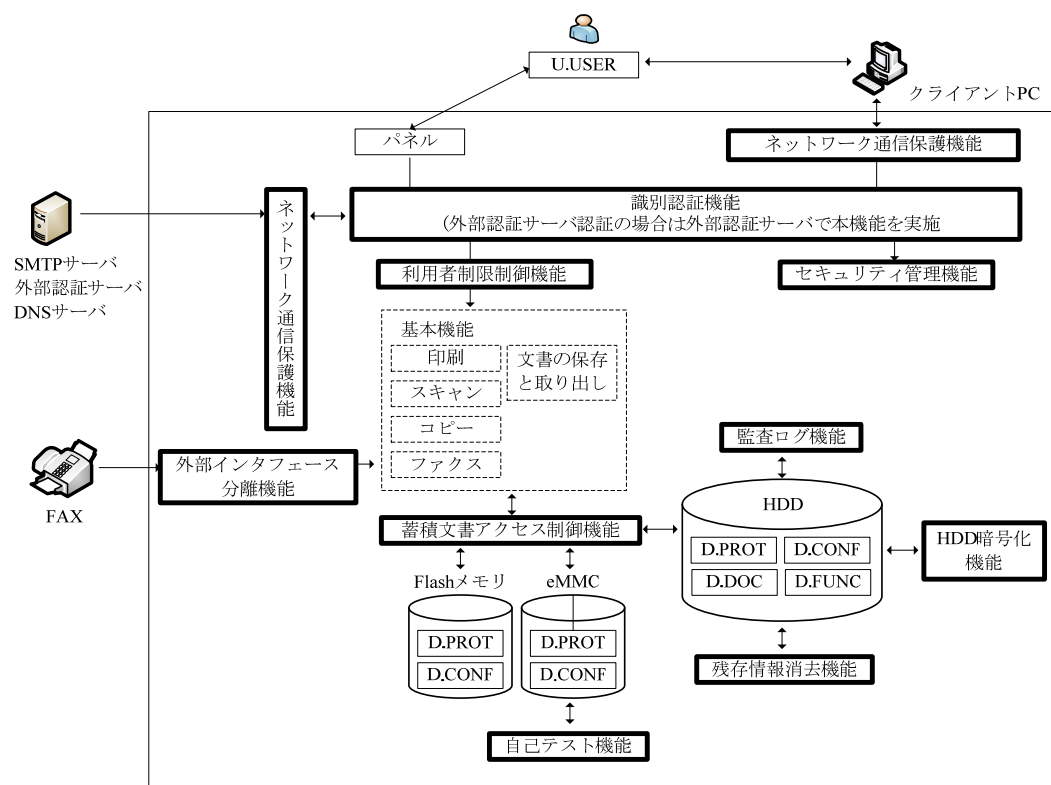 U.USER
クライアントPC
パネル
ネットワーク通信保護機能
SMTPサーバ
外部認証サーバ
DNSサーバ
ネットワーク通信保護機能
識別認証機能
(外部認証サーバ認証の場合は外部認証サーバで本機能を実施
利用者制限制御機能
セキュリティ管理機能
基本機能
印刷
スキャン
コピー
ファクス
文書の保存
と取り出し
FAX
外部インタフェース
分離機能
監査ログ機能
蓄積文書アクセス制御機能
HDD
D.PROT
D.CONF
D.DOC
D.FUNC
HDD暗号化
機能
Flashメモリ
D.PROT
D.CONF
eMMC
D.PROT
D.CONF
残存情報消去機能
自己テスト機能